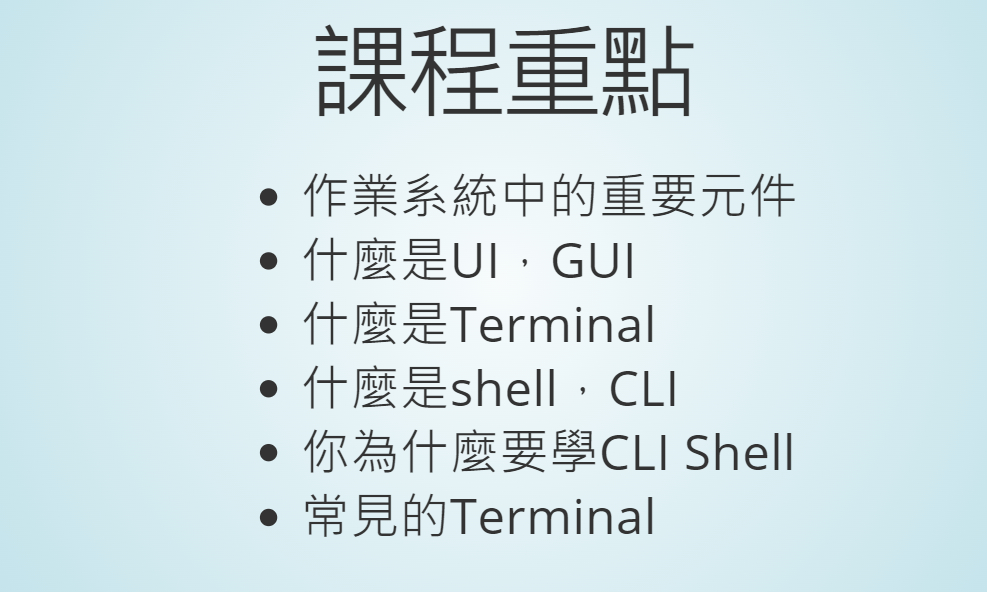 課程重點
作業系統中的重要元件
什麼是UI,GUI
什麼是Terminal
什麼是shell,CLI
你為什麼要學CLI Shell
常見的Terminal